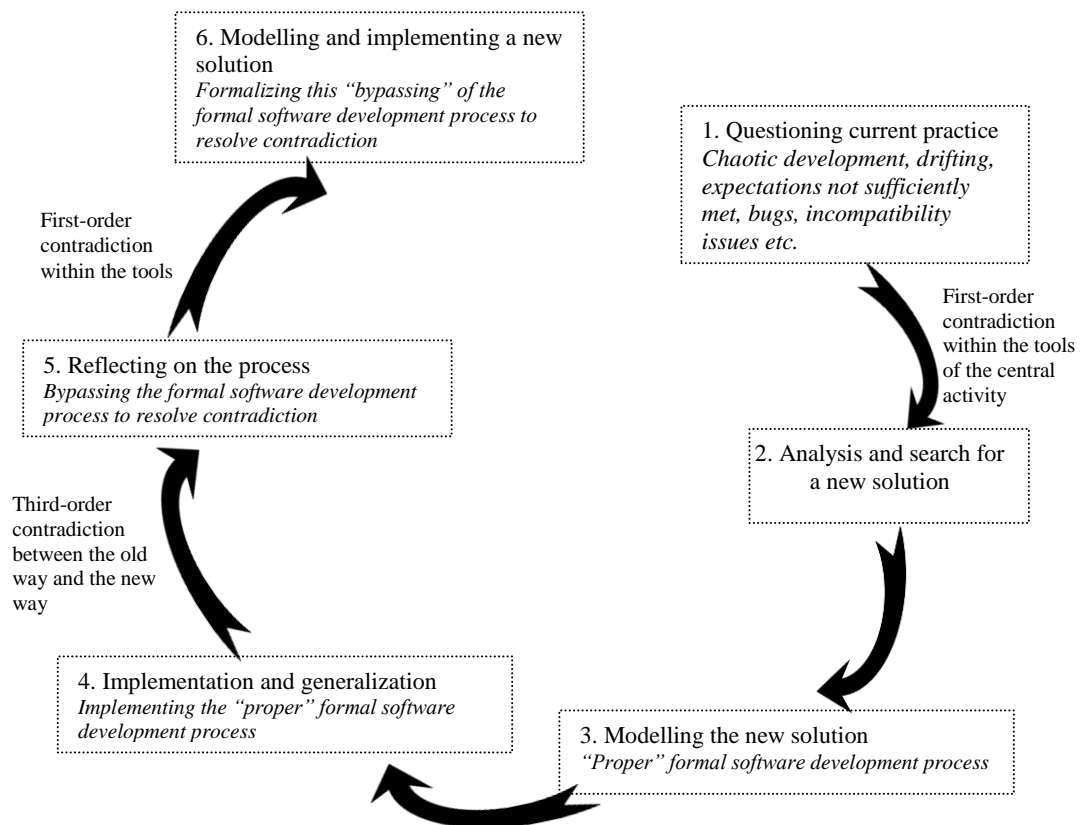 6. Modelling and implementing a new
solution
Formalizing this “bypassing” of the
formal software development process to
resolve contradiction
1. Questioning current practice
Chaotic development, drifting,
expectations not sufficiently
met, bugs, incompatibility
issues etc.
First-order
contradiction
within the tools
First-order
contradiction
within the tools
of the central
activity
5. Reflecting on the process
Bypassing the formal software development
process to resolve contradiction
2. Analysis and search for
a new solution
Third-order
contradiction
between the old
way and the new
way
4. Implementation and generalization
Implementing the “proper” formal software
development process
3. Modelling the new solution
“Proper” formal software development process